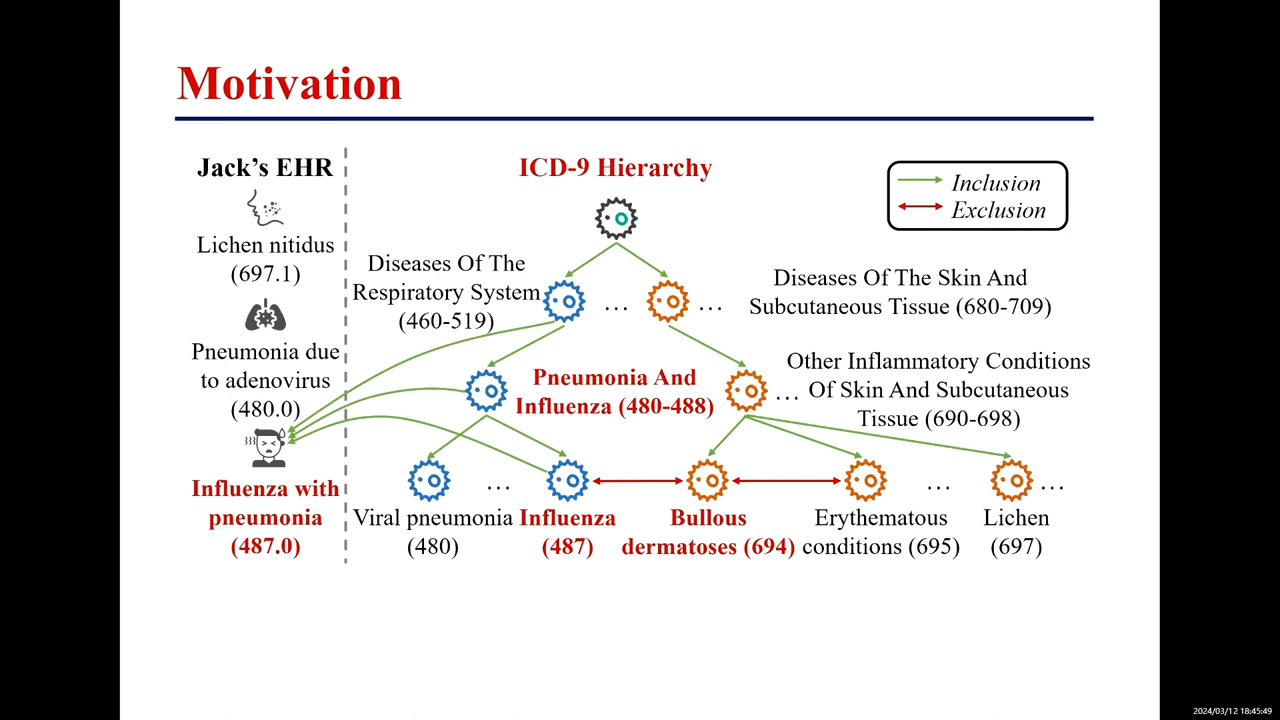 Motivation
Jack's EHR
Lichen nitidus
(697.1)
Pneumonia due
to adenovirus
(480.0)
Influenza with
pneumonia
(487.0)
ICD-9 Hierarchy
Inclusion
Exclusion
Diseases Of The
Respiratory System
(460-519)
...
...
Diseases Of The Skin And
Subcutaneous Tissue (680-709)
Pneumonia And
Influenza (480-488)
...
Other Inflammatory Conditions
Of Skin And Subcutaneous
Tissue (690-698)
...
...
...
Viral pneumonia
(480)
Influenza
(487)
Bullous
dermatoses (694)
Erythematous
conditions (695)
Lichen
(697)
2024/03/12 18:45:49